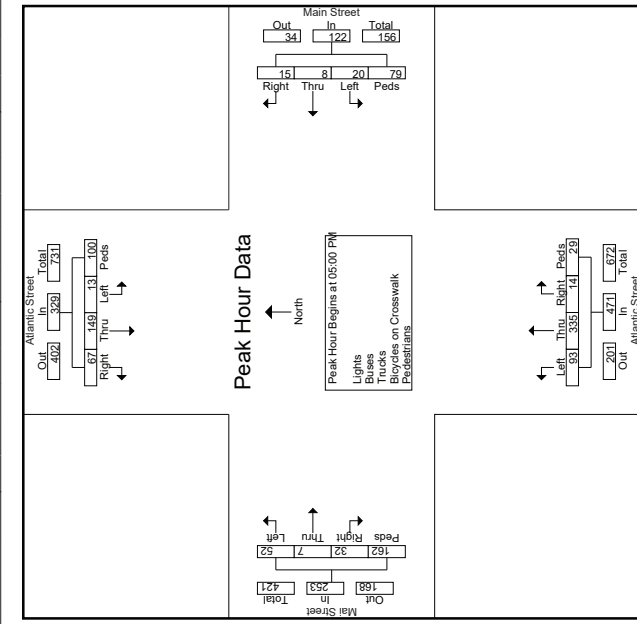 Main Street
Out In Total
34 122 156
15 8 20 79
Right Thru Left Peds
Atlantic Street
Out In Total
402 329 731
67 149 13 100
Right Thru Left Peds
Peak Hour Data
North
Peak Hour Begins at 05:00 PM
Lights
Buses
Trucks
Bicycles on Crosswalk
Pedestrians
Left Thru Right Peds
93 335 14 29
201 471 672
Out In Total
Atlantic Street
Left Thru Right Peds
52 7 32 162
421 253 168
Total In Out
Mai Street